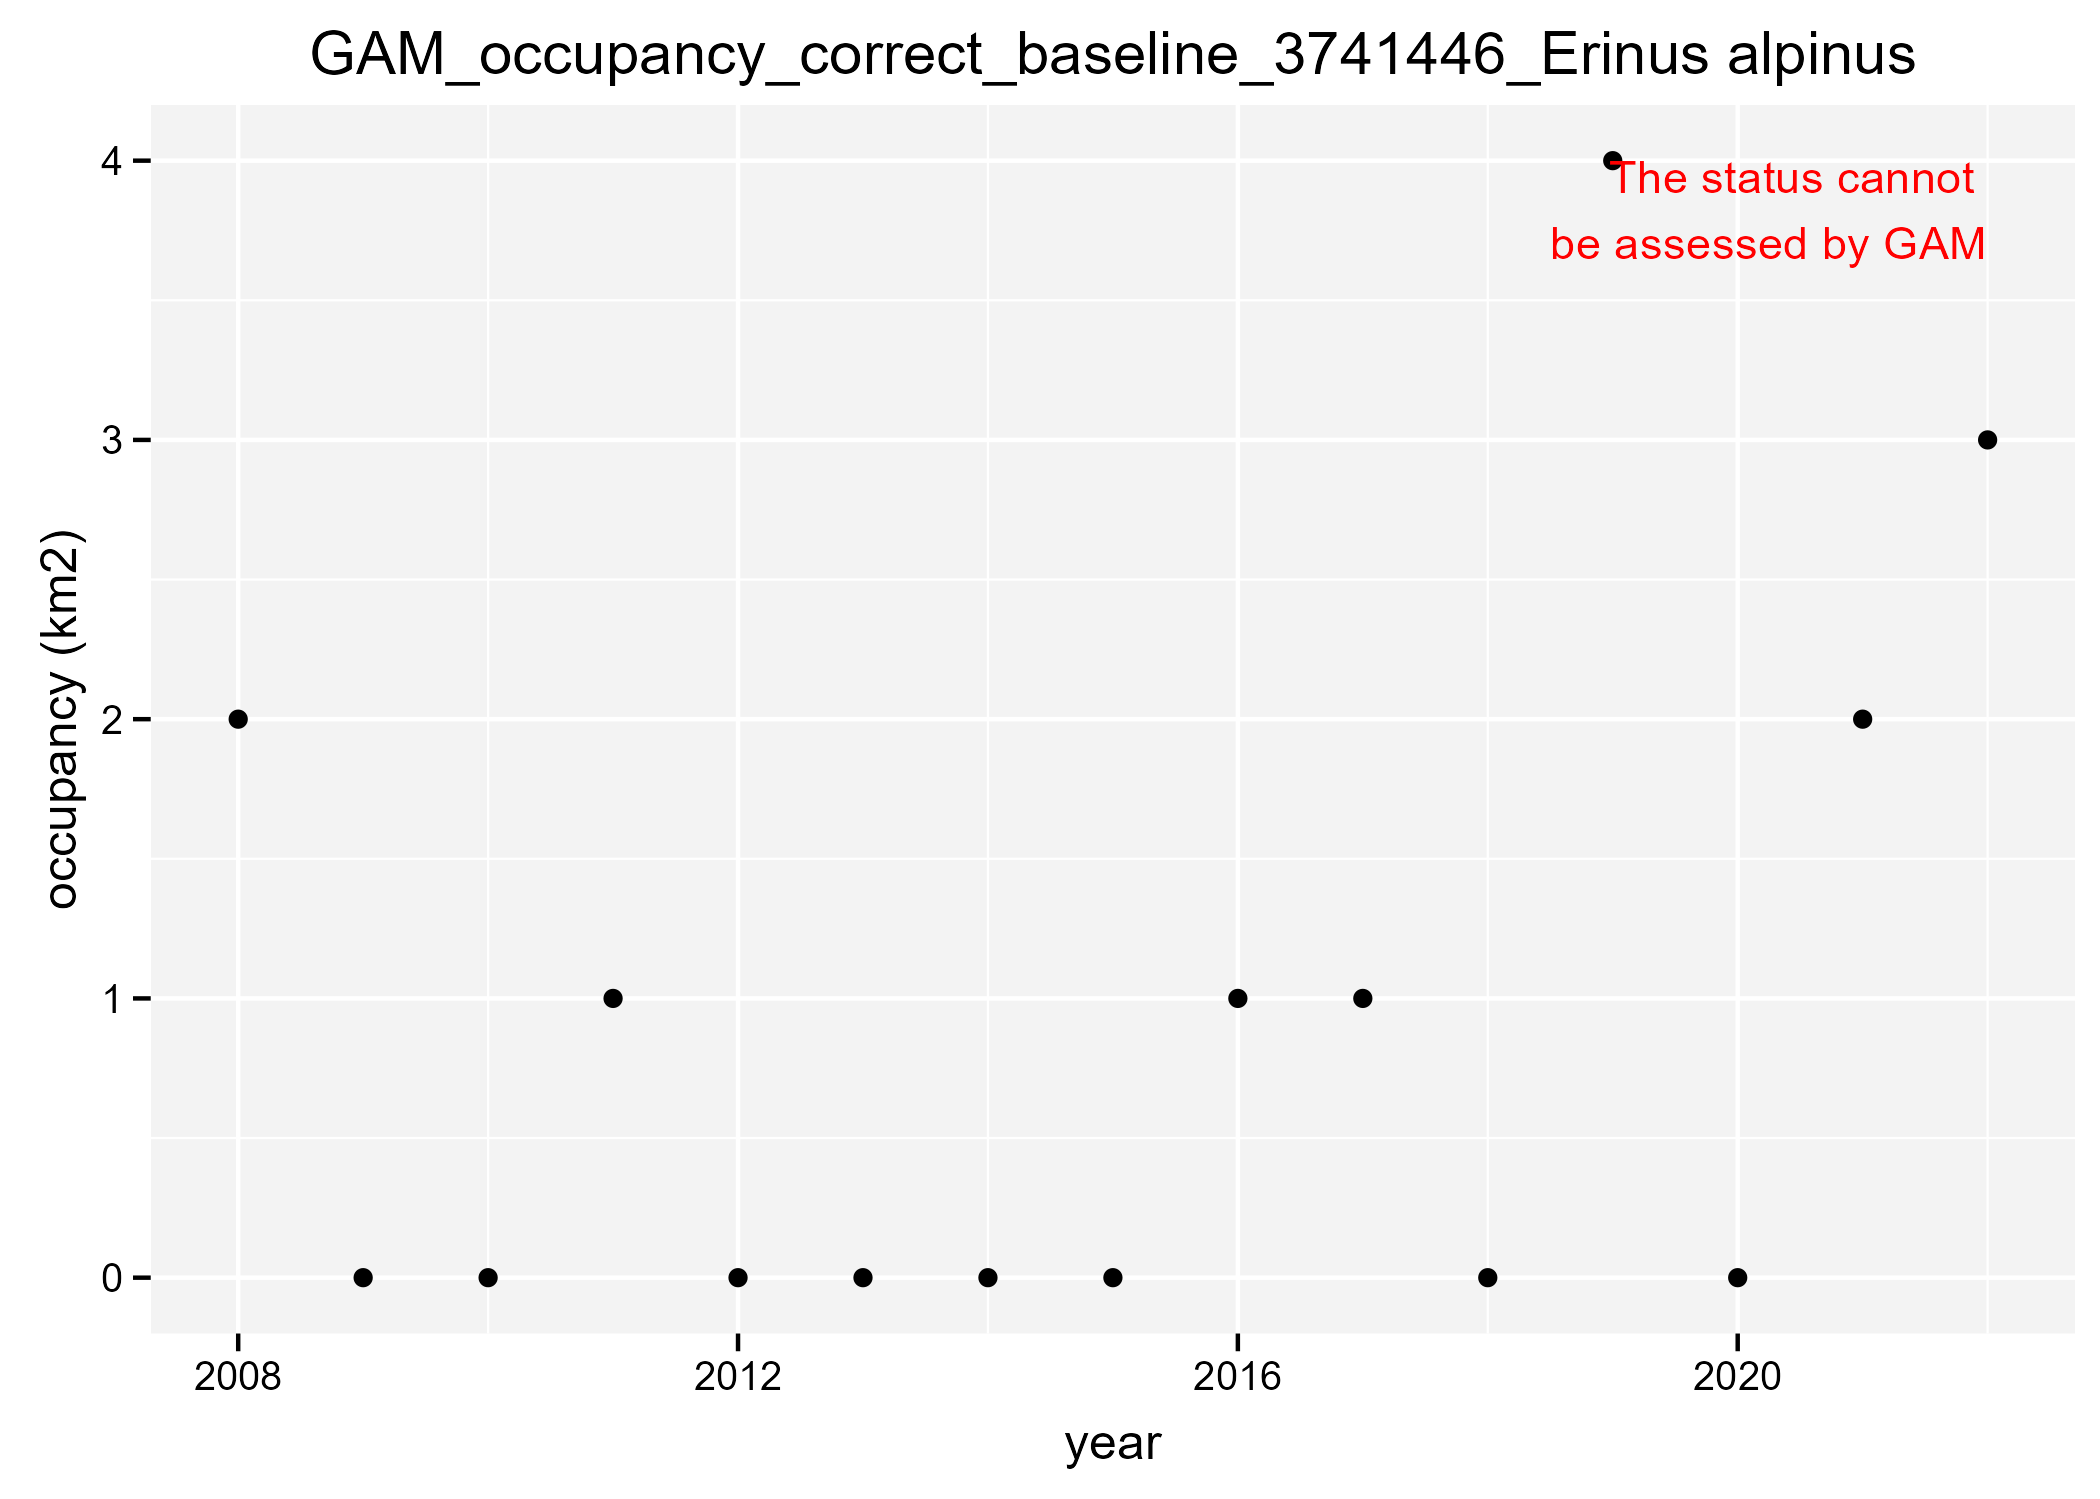 GAM_occupancy_correct_baseline_3741446_Erinus alpinus
4
The status cannot
be assessed by GAM
3
occupancy (km2)
2
1
0
2008
2012
2016
2020
year